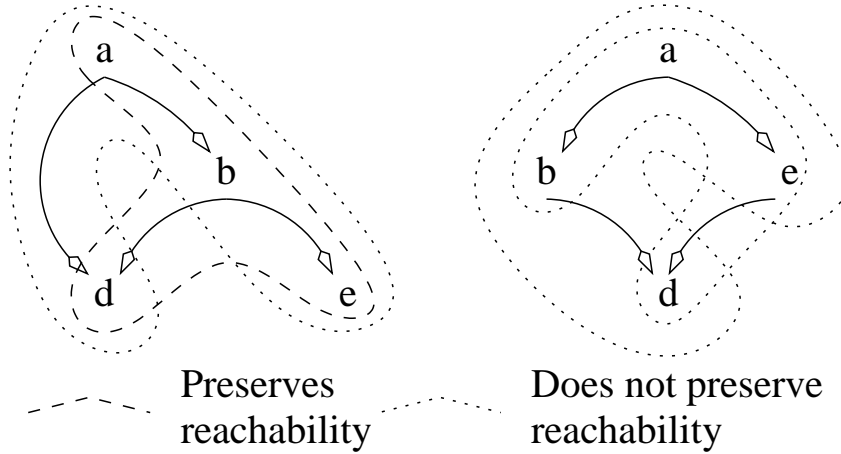 a
b
d
e
a
b
e
d
Preserves
reachability
Does not preserve
reachability